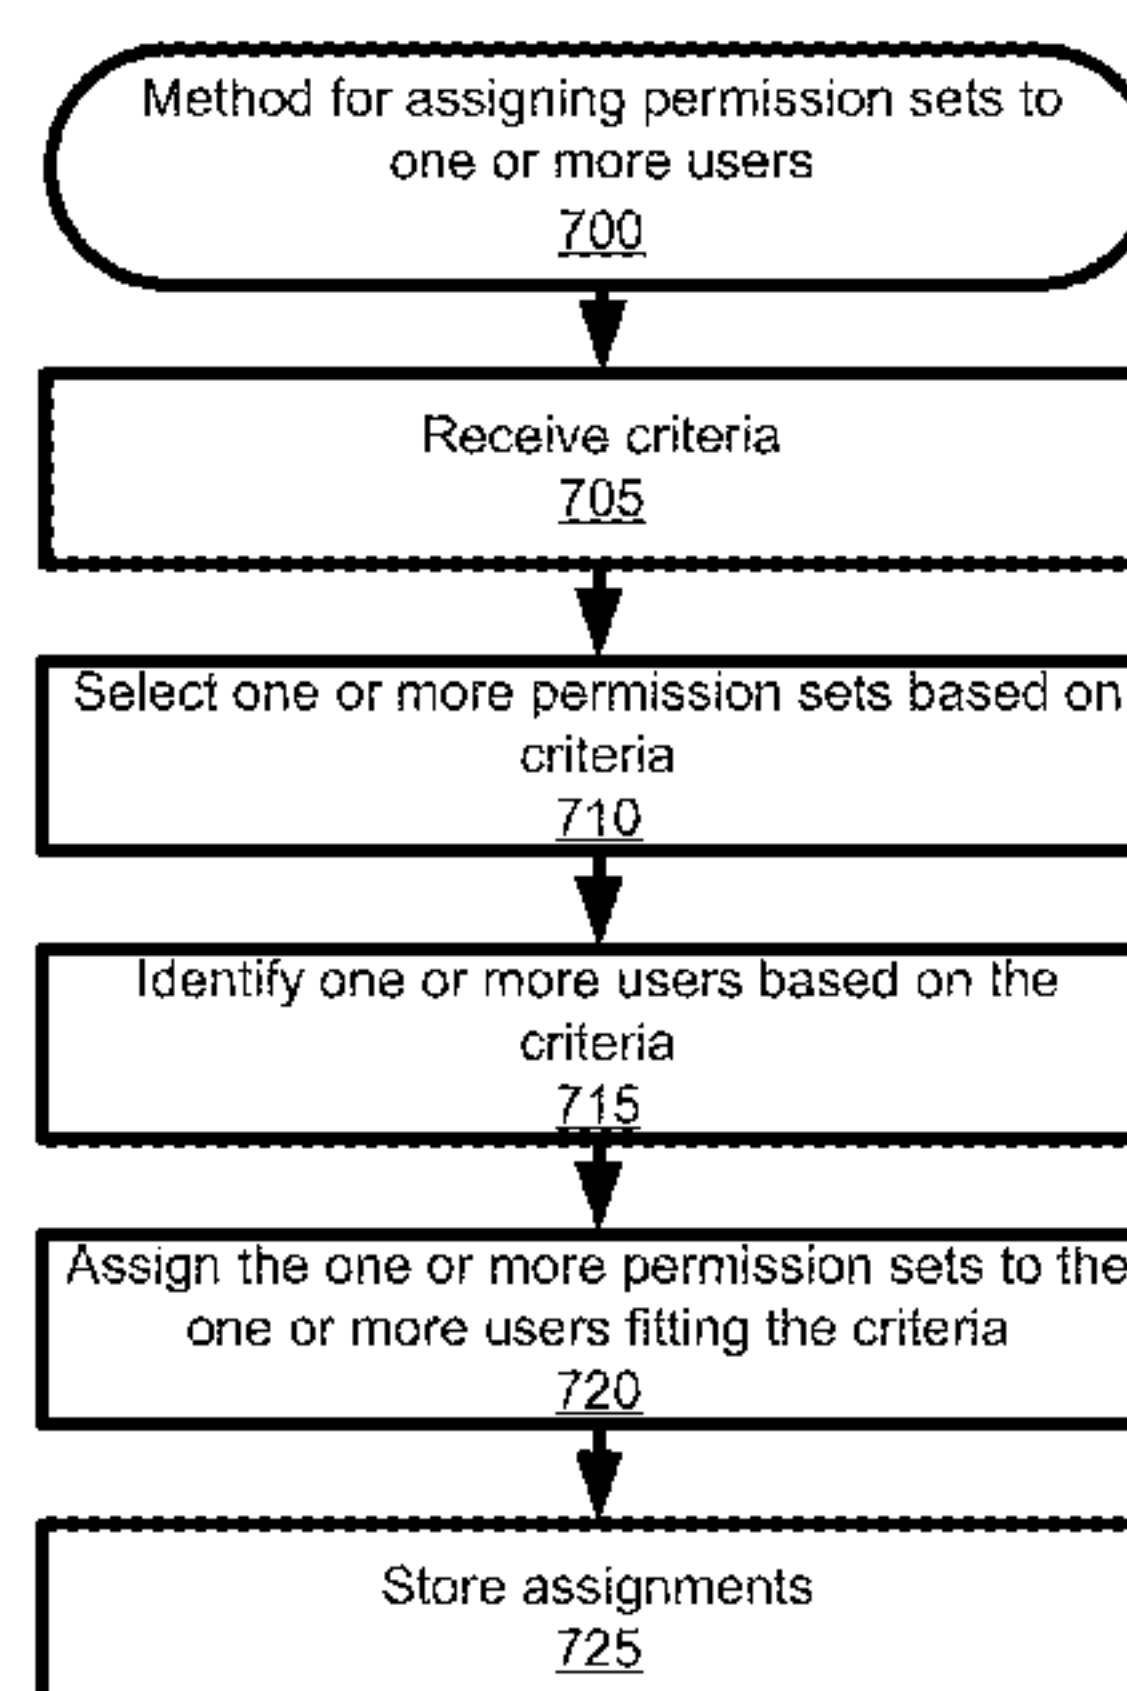 Method for assigning permission sets to
one or more users
700
Receive criteria
705
Select one or more permission sets based on
criteria
710
Identify one or more users based on the
criteria
715
Assign the one or more permission sets to the
one or more users fitting the criteria
720
Store assignments
725